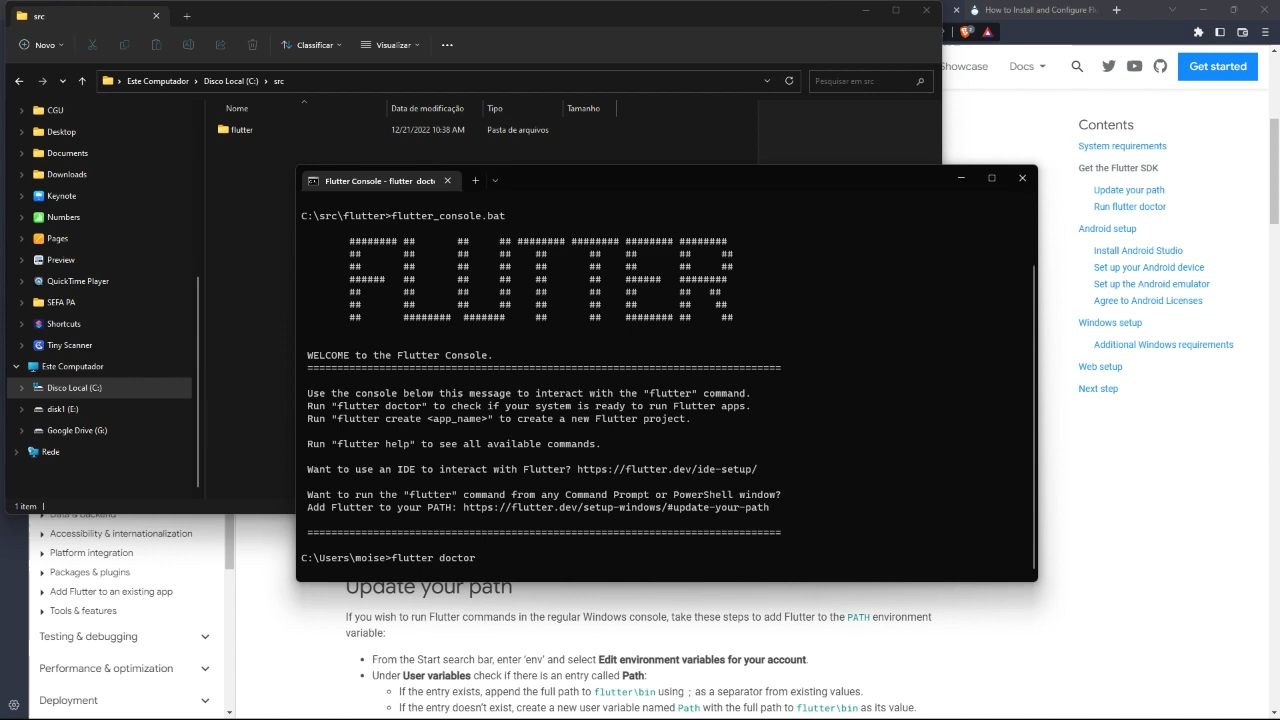 src
How to Install and Configure Fl
Novo
Classificar
Visualizar
Este Computador
Disco Local (C:)
src
Pesquisar em src
Showcase
Docs
Get started
Nome
Data de modificação
Tipo
Tamanho
flutter
12/21/2022 10:38 AM
Pasta de arquivos
CGU
Desktop
Documents
Downloads
Keynote
Numbers
Pages
Preview
QuickTime Player
SEFA PA
Shortcuts
Tiny Scanner
Este Computador
Disco Local (C:)
disk1 (E:)
Google Drive (G:)
Rede
1 item
Flutter Console - flutter docto
C:\src\flutter>flutter_console.bat
######## ##       ##     ## ######## ######## ######## ########
##       ##       ##     ##    ##       ##    ##       ##     ##
##       ##       ##     ##    ##       ##    ##       ##     ##
######   ##       ##     ##    ##       ##    ######   ########
##       ##       ##     ##    ##       ##    ##       ##   ##
##       ##       ##     ##    ##       ##    ##       ##    ##
##       ######## #######     ##       ##    ######## ##     ##
WELCOME to the Flutter Console.
===============================================================================
Use the console below this message to interact with the "flutter" command.
Run "flutter doctor" to check if your system is ready to run Flutter apps.
Run "flutter create <app_name>" to create a new Flutter project.
Run "flutter help" to see all available commands.
Want to use an IDE to interact with Flutter? https://flutter.dev/ide-setup/
Want to run the "flutter" command from any Command Prompt or PowerShell window?
Add Flutter to your PATH: https://flutter.dev/setup-windows/#update-your-path
===============================================================================
C:\Users\moise>flutter doctor
Contents
System requirements
Get the Flutter SDK
Update your path
Run flutter doctor
Android setup
Install Android Studio
Set up your Android device
Set up the Android emulator
Agree to Android Licenses
Windows setup
Additional Windows requirements
Web setup
Next step
Data & backend
Accessibility & internationalization
Platform integration
Packages & plugins
Add Flutter to an existing app
Tools & features
Testing & debugging
Performance & optimization
Deployment
Update your path
If you wish to run Flutter commands in the regular Windows console, take these steps to add Flutter to the PATH environment
variable:
From the Start search bar, enter ‘env’ and select Edit environment variables for your account.
Under User variables check if there is an entry called Path:
If the entry exists, append the full path to flutter\bin using ; as a separator from existing values.
If the entry doesn’t exist, create a new user variable named Path with the full path to flutter\bin as its value.